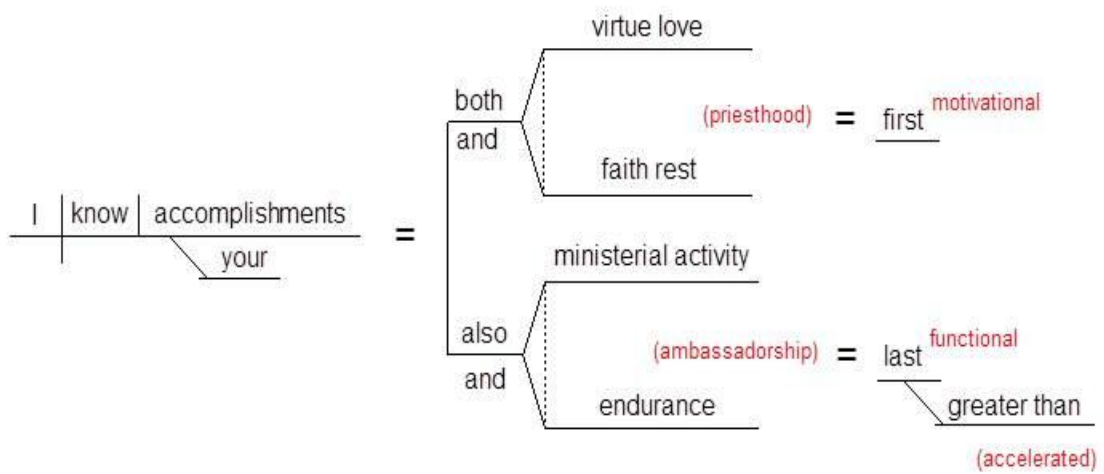 virtue love
both
and
(priesthood) = first motivational
faith rest
I know accomplishments =
your
ministerial activity
also
and
(ambassadorship) = last functional
endurance
greater than
(accelerated)